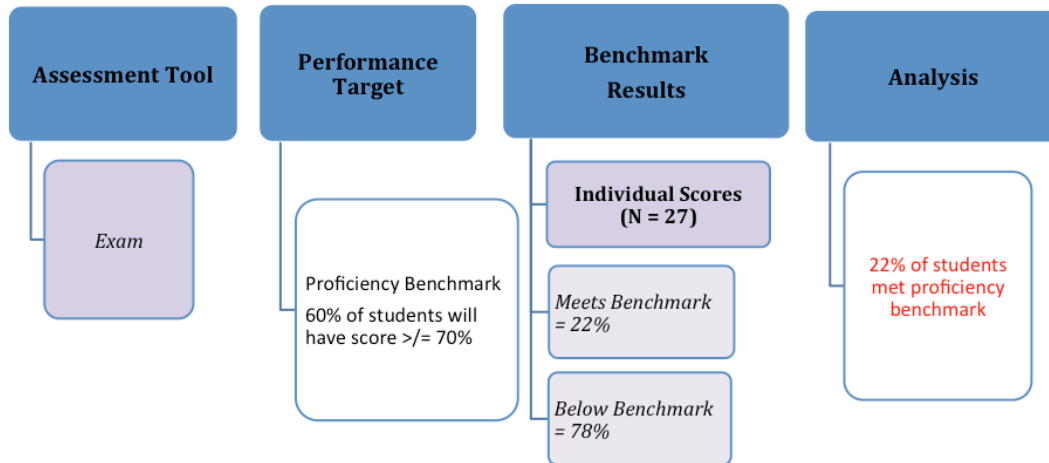 Assessment Tool
Exam
Performance
Target
Proficiency Benchmark
60% of students will
have score >/= 70%
Benchmark
Results
Individual Scores
(N = 27)
Meets Benchmark
= 22%
Below Benchmark
= 78%
Analysis
22% of students
met proficiency
benchmark